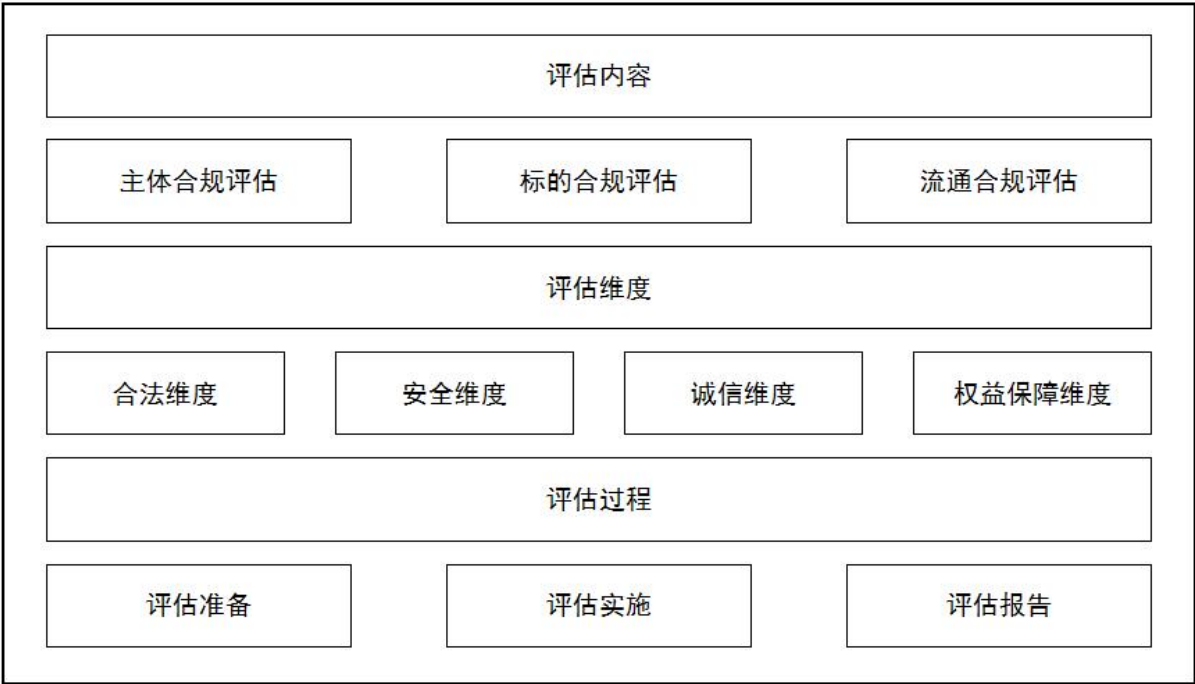 评估内容
主体合规评估 标的合规评估 流通合规评估
评估维度
合法维度 安全维度 诚信维度 权益保障维度
评估过程
评估准备 评估实施 评估报告